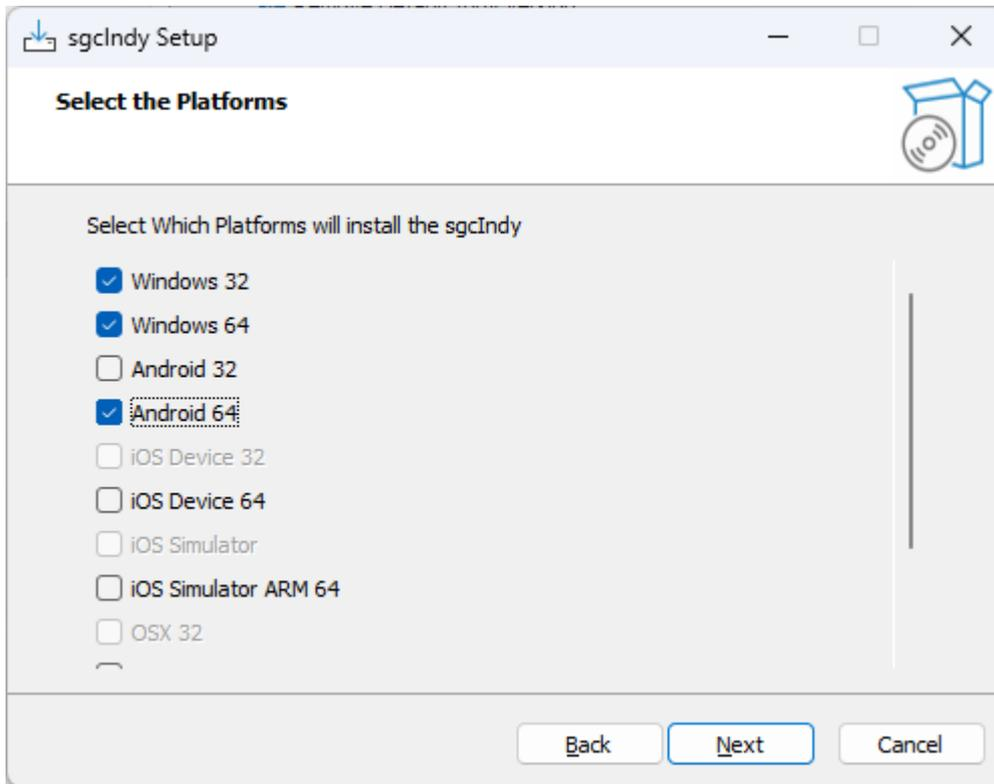 sgcIndy Setup
Select the Platforms
Select Which Platforms will install the sgcIndy
Windows 32
Windows 64
Android 32
Android 64
iOS Device 32
iOS Device 64
iOS Simulator
iOS Simulator ARM 64
OSX 32
Back
Next
Cancel